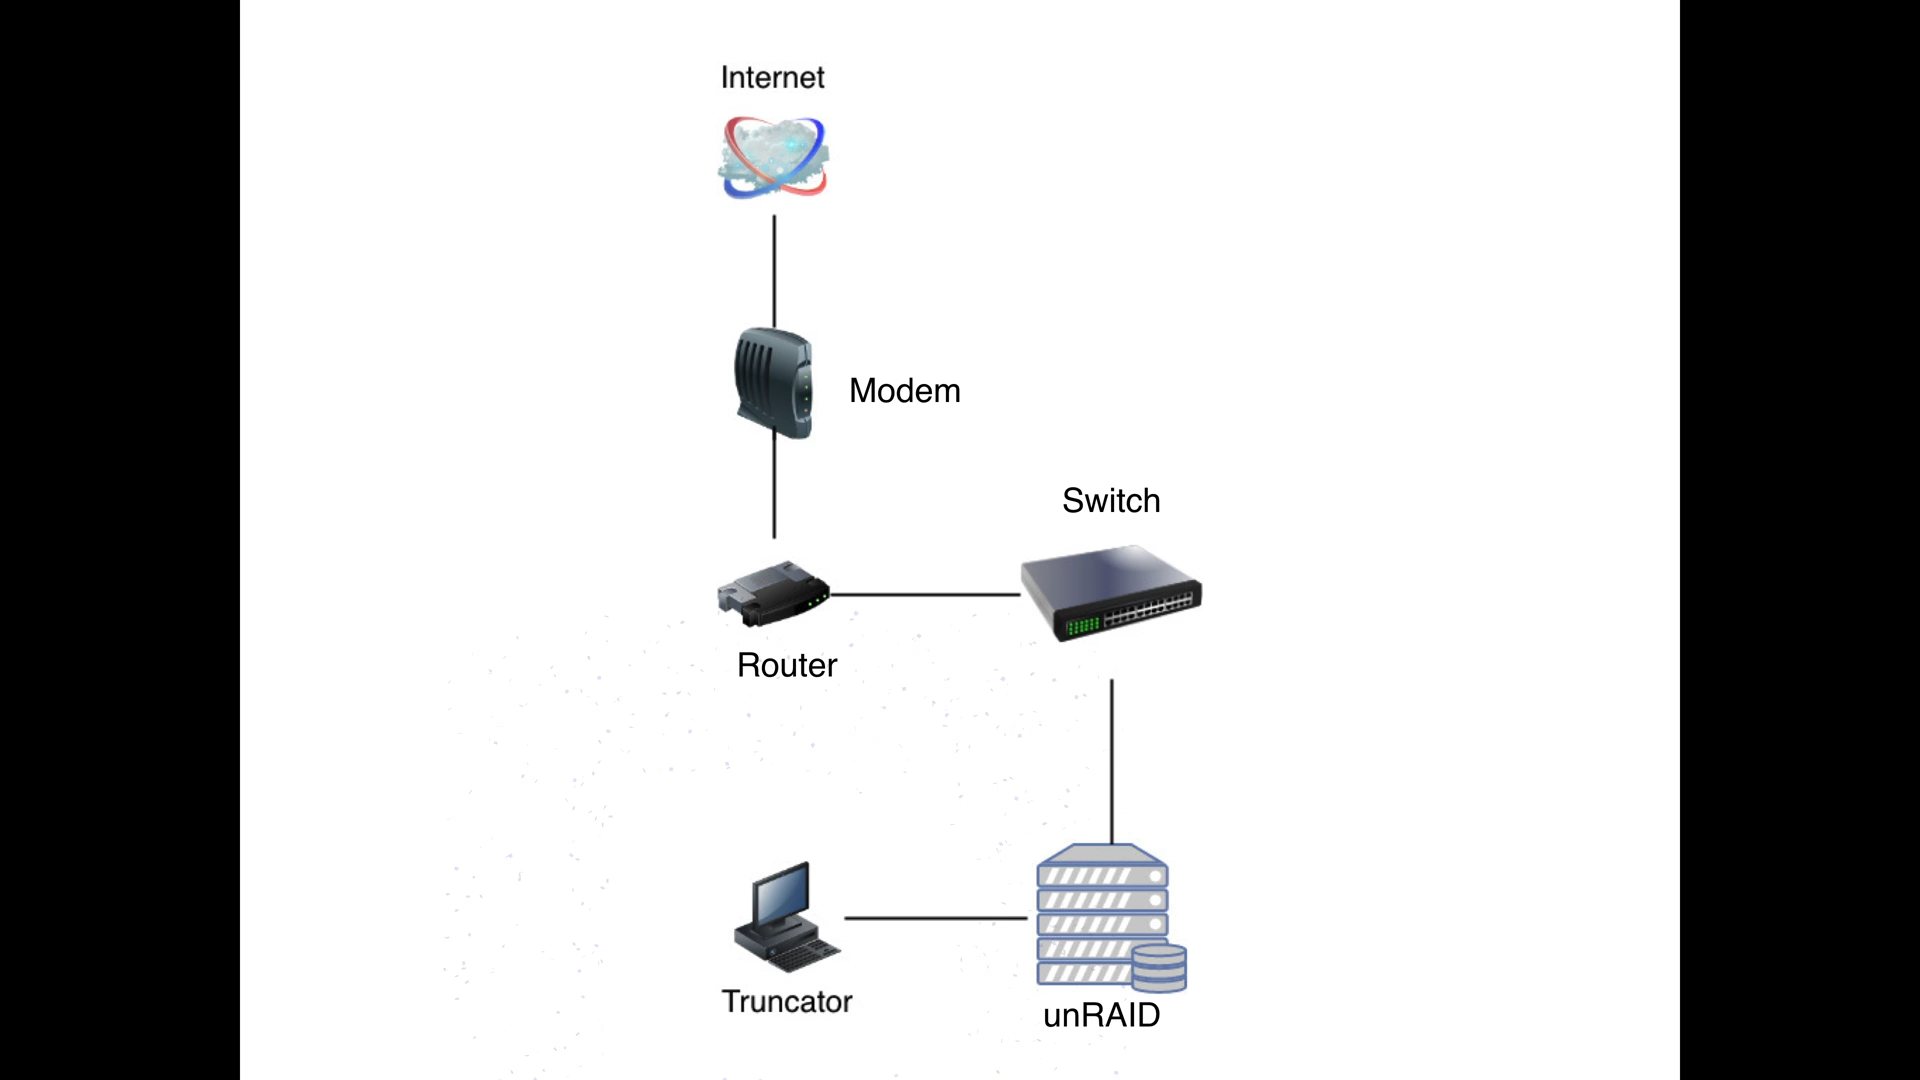 Internet
Modem
Switch
Router
Truncator
unRAID